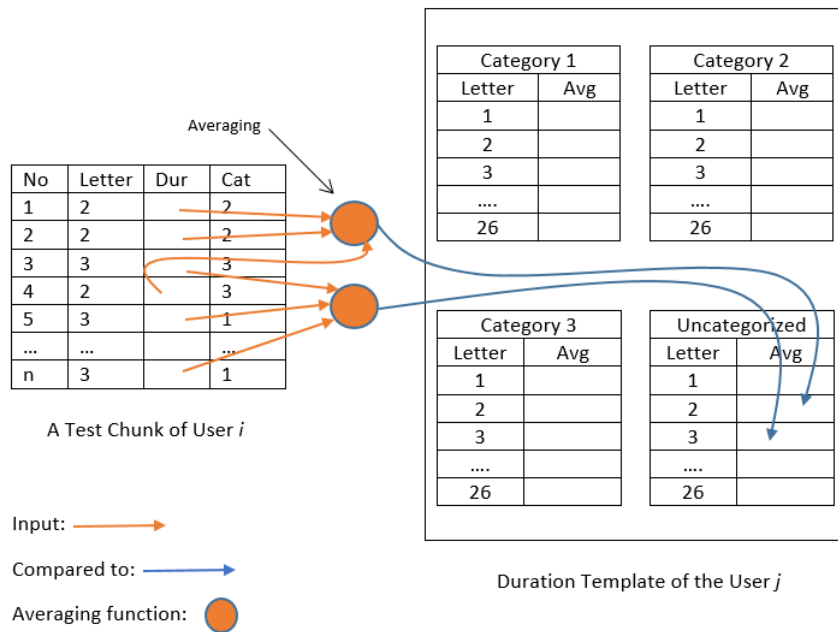 Category 1
Letter Avg
1
2
3
....
26
Category 2
Letter Avg
1
2
3
....
26
Averaging
No Letter Dur Cat
1 2 2
2 2 2
3 3 3
4 2 3
5 3 1
... ... ...
n 3 1
A Test Chunk of User i
Category 3
Letter Avg
1
2
3
....
26
Uncategorized
Letter Avg
1
2
3
....
26
Input:
Compared to:
Averaging function:
Duration Template of the User j